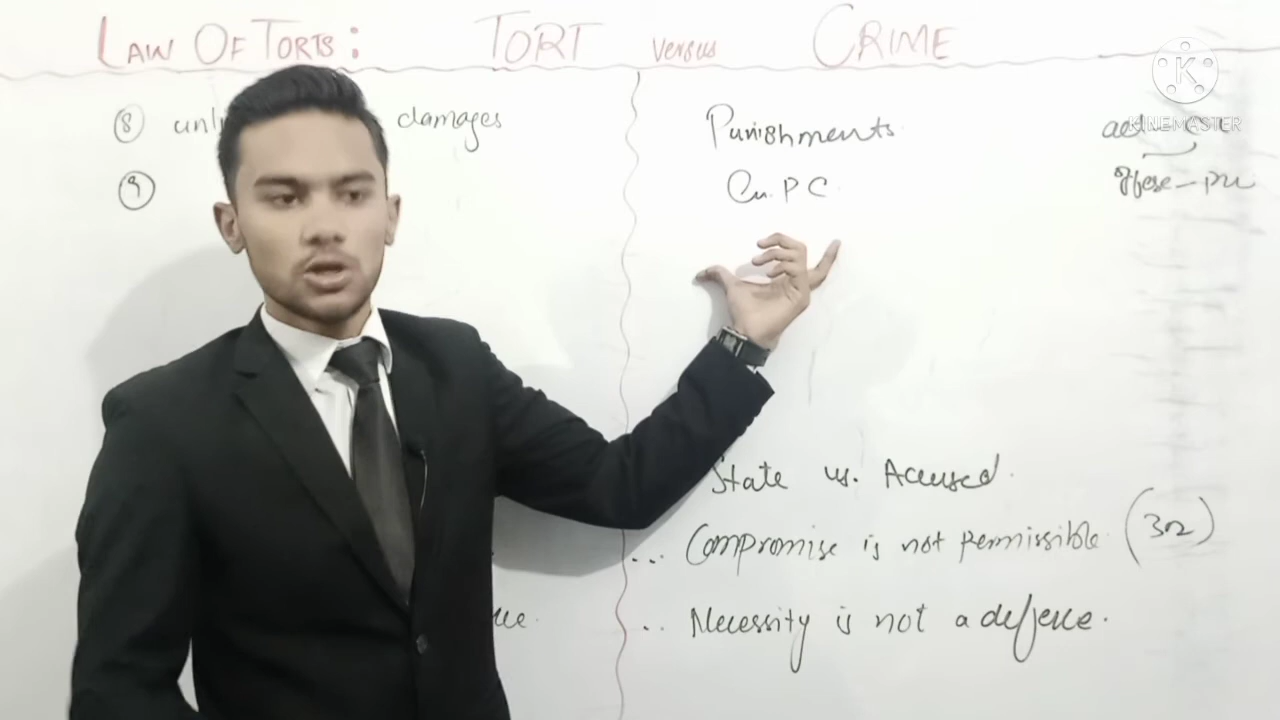 LAW OF TORTS: TORT versus CRIME
K
KINEMASTER
8 damages Punishments
9 Cr.P C
State vs. Accused.
... Compromise is not permissible (302)
.. Necessity is not a defence.